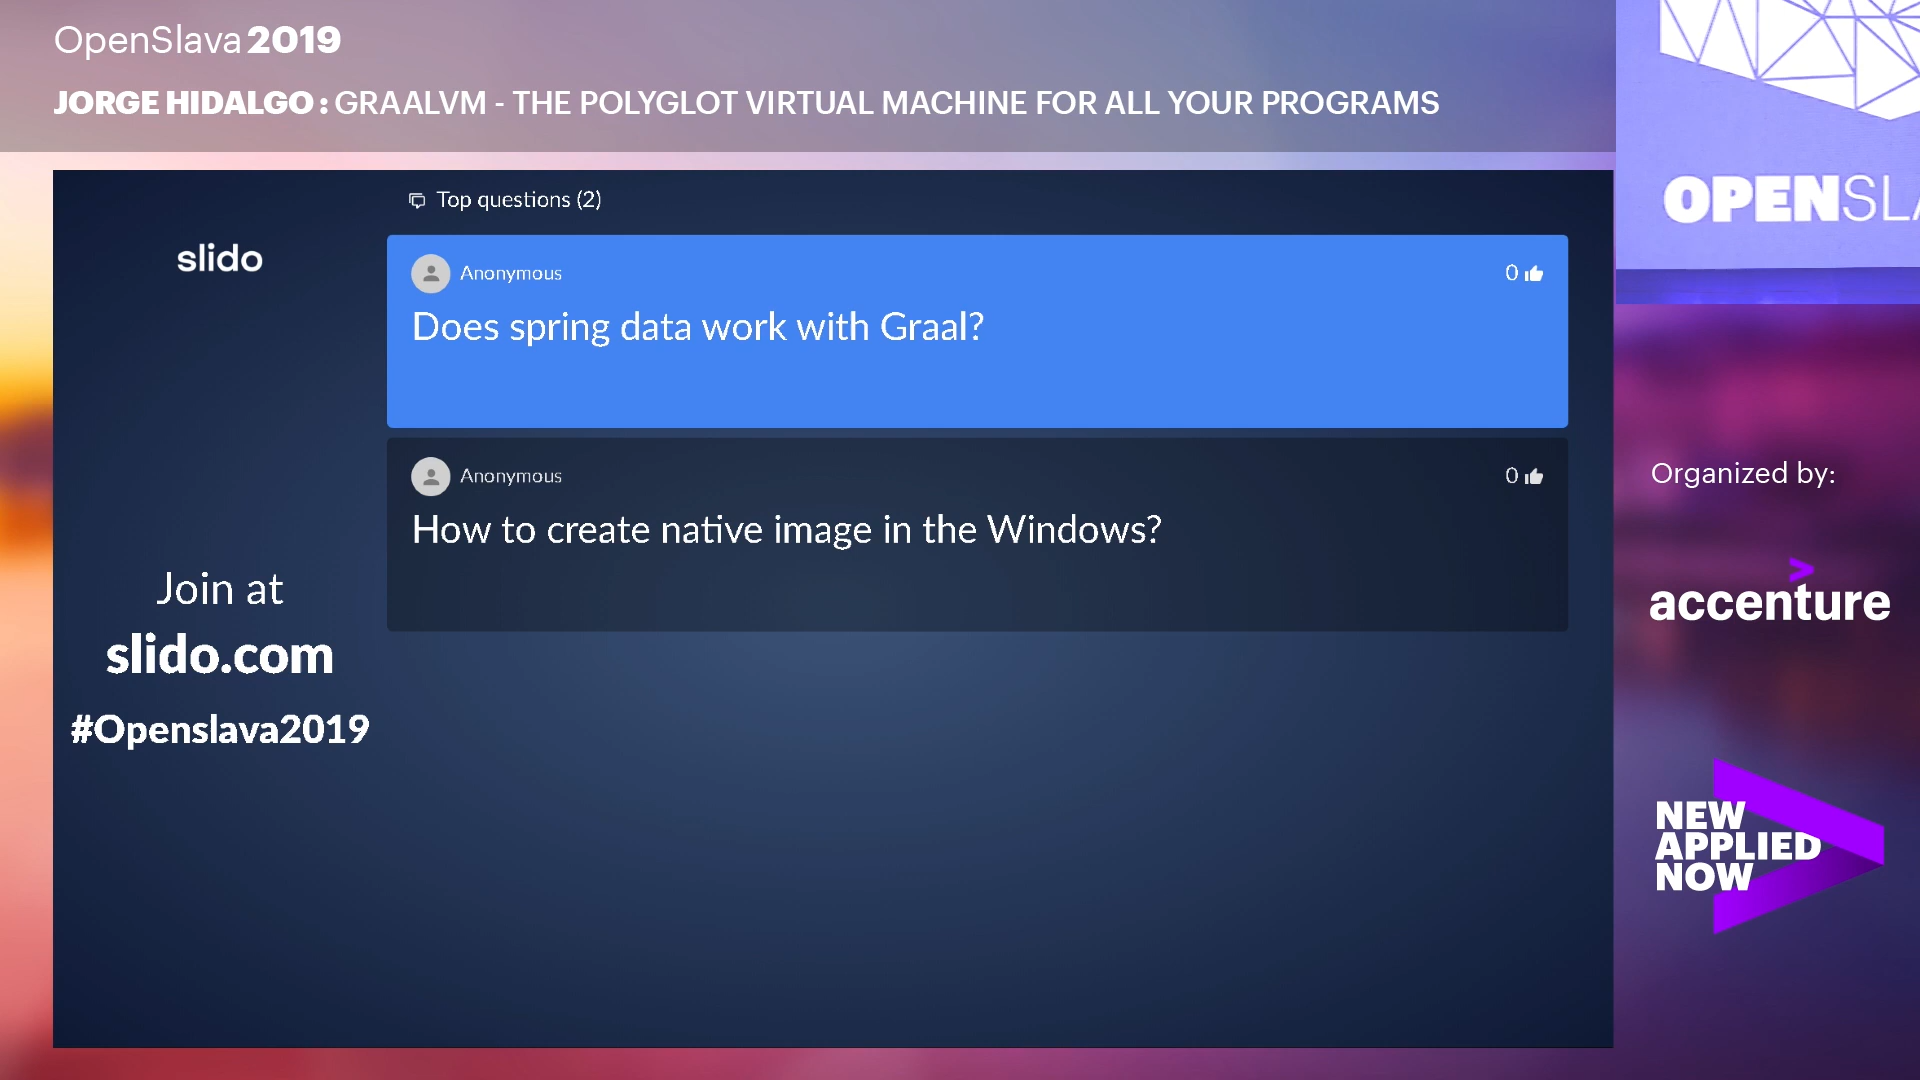 OpenSlava 2019
JORGE HIDALGO : GRAALVM - THE POLYGLOT VIRTUAL MACHINE FOR ALL YOUR PROGRAMS
OPENSLA
slido
Top questions (2)
Anonymous
0
Does spring data work with Graal?
Anonymous
0
How to create native image in the Windows?
Join at
slido.com
#Openslava2019
Organized by:
accenture
NEW
APPLIED
NOW